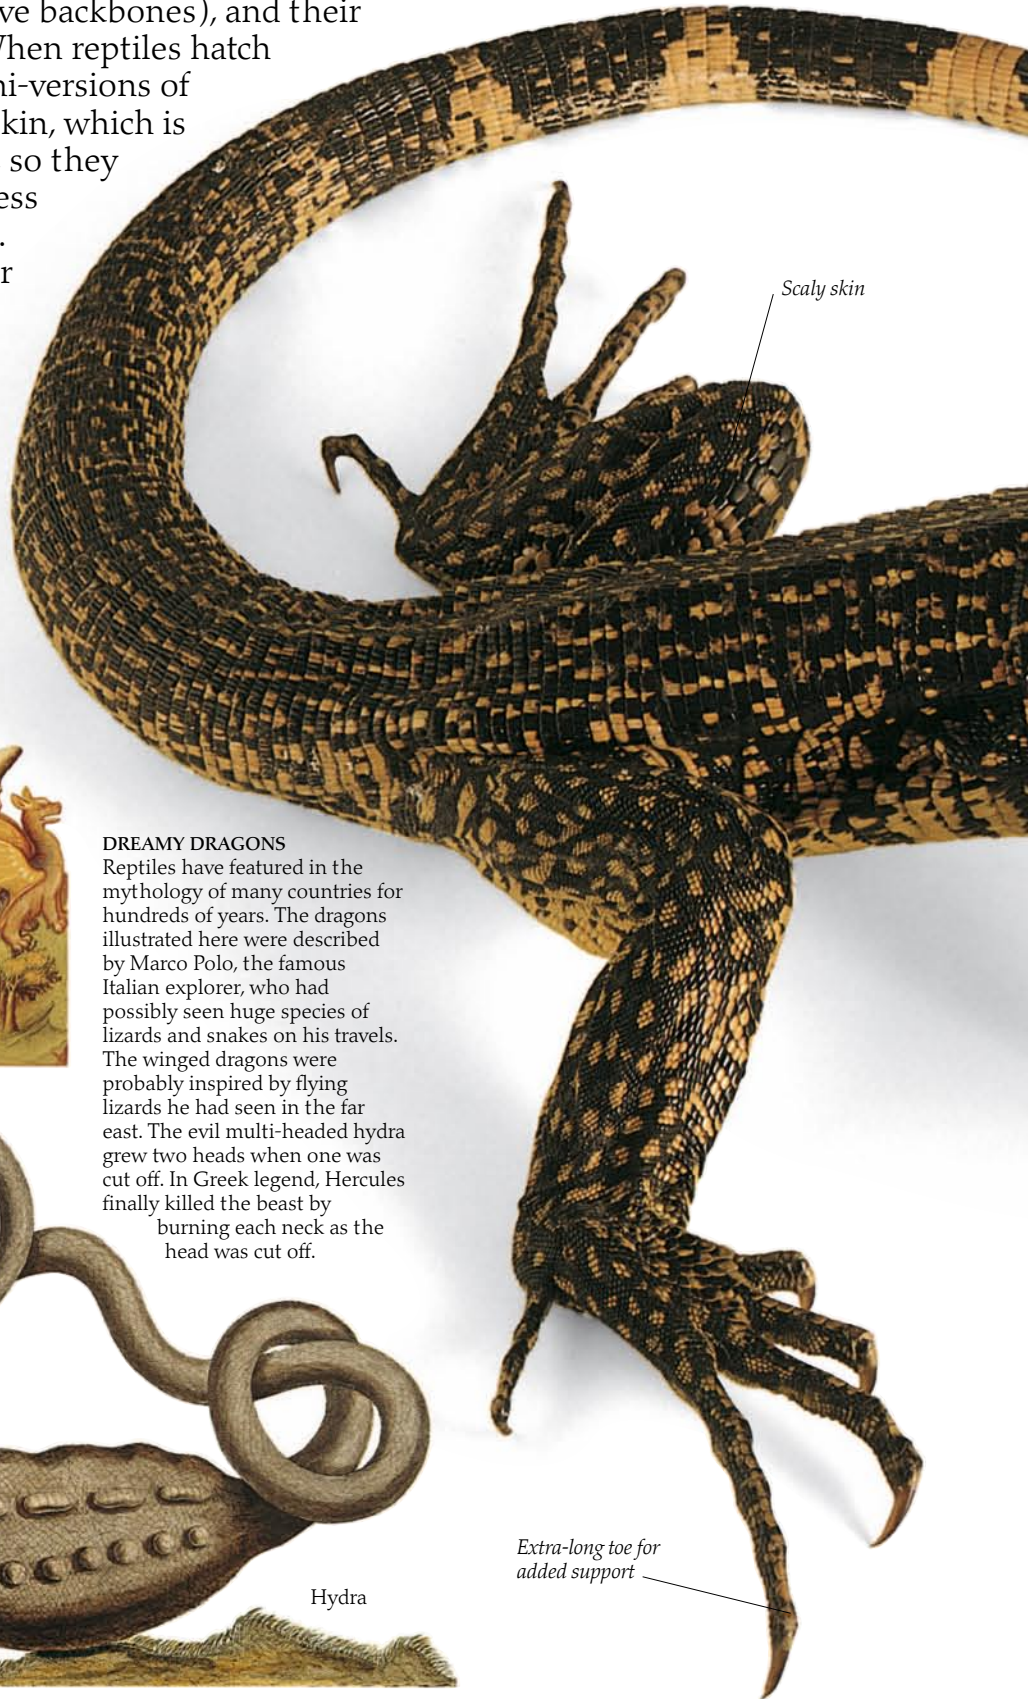 ve backbones), and their
When reptiles hatch
ni-versions of
kin, which is
so they
ess
.
r
Scaly skin
DREAMY DRAGONS
Reptiles have featured in the
mythology of many countries for
hundreds of years. The dragons
illustrated here were described
by Marco Polo, the famous
Italian explorer, who had
possibly seen huge species of
lizards and snakes on his travels.
The winged dragons were
probably inspired by flying
lizards he had seen in the far
east. The evil multi-headed hydra
grew two heads when one was
cut off. In Greek legend, Hercules
finally killed the beast by
burning each neck as the
head was cut off.
Extra-long toe for
added support
Hydra